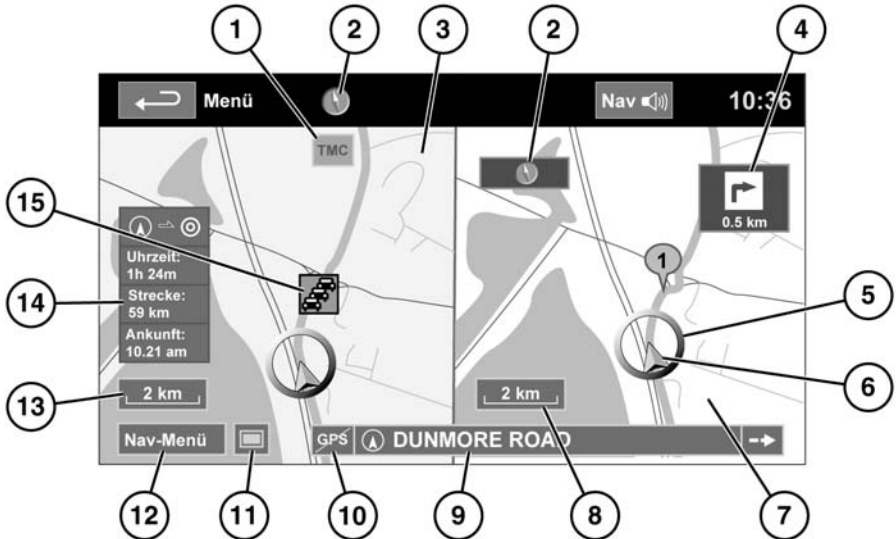 1
2
3
2
4
Menü
Nav
10:36
TMC
0.5 km
15
Uhrzeit:
1h 24m
1
14
Strecke:
59 km
5
Ankunft:
10.21 am
6
13
2 km
2 km
Nav-Menü
GPS
DUNMORE ROAD
12
11
10
9
8
7